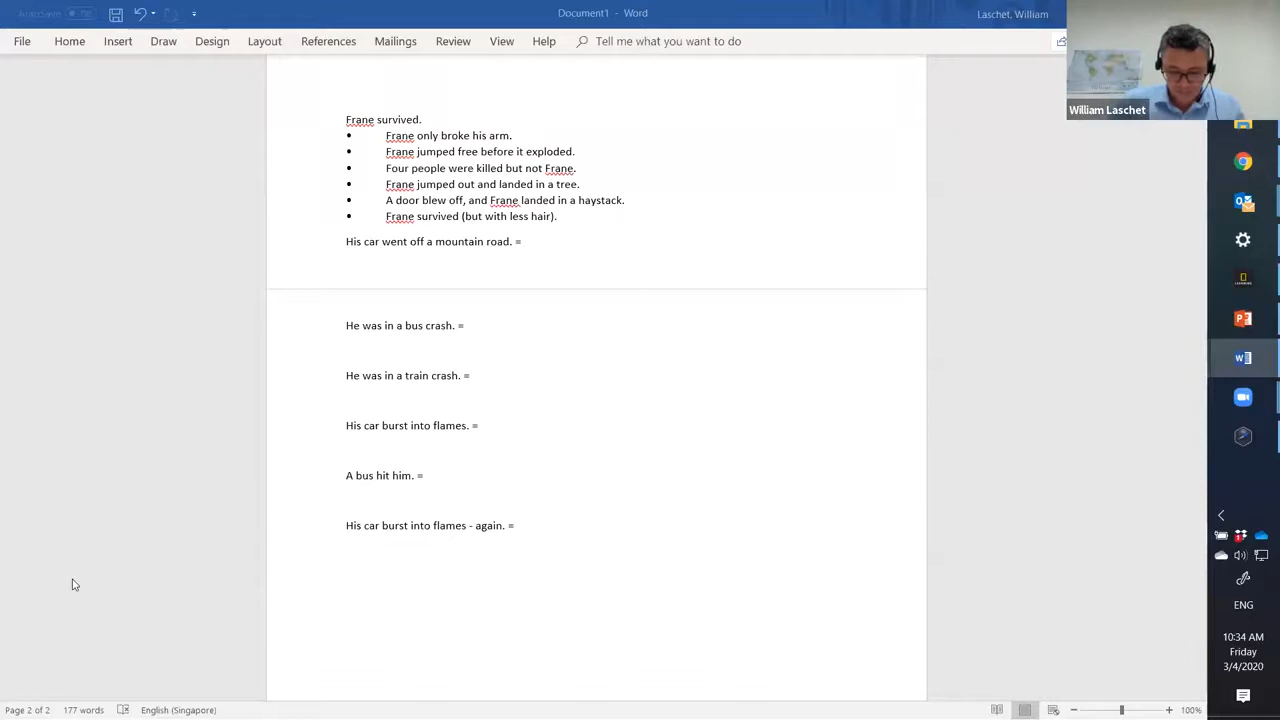 AutoSave
Off
Document1 - Word
Laschet, William
File Home Insert Draw Design Layout References Mailings Review View Help Tell me what you want to do
William Laschet
Frane survived.
• Frane only broke his arm.
• Frane jumped free before it exploded.
• Four people were killed but not Frane.
• Frane jumped out and landed in a tree.
• A door blew off, and Frane landed in a haystack.
• Frane survived (but with less hair).
His car went off a mountain road. =
He was in a bus crash. =
He was in a train crash. =
His car burst into flames. =
A bus hit him. =
His car burst into flames - again. =
ENG
10:34 AM
Friday
3/4/2020
Page 2 of 2 177 words English (Singapore) 100%